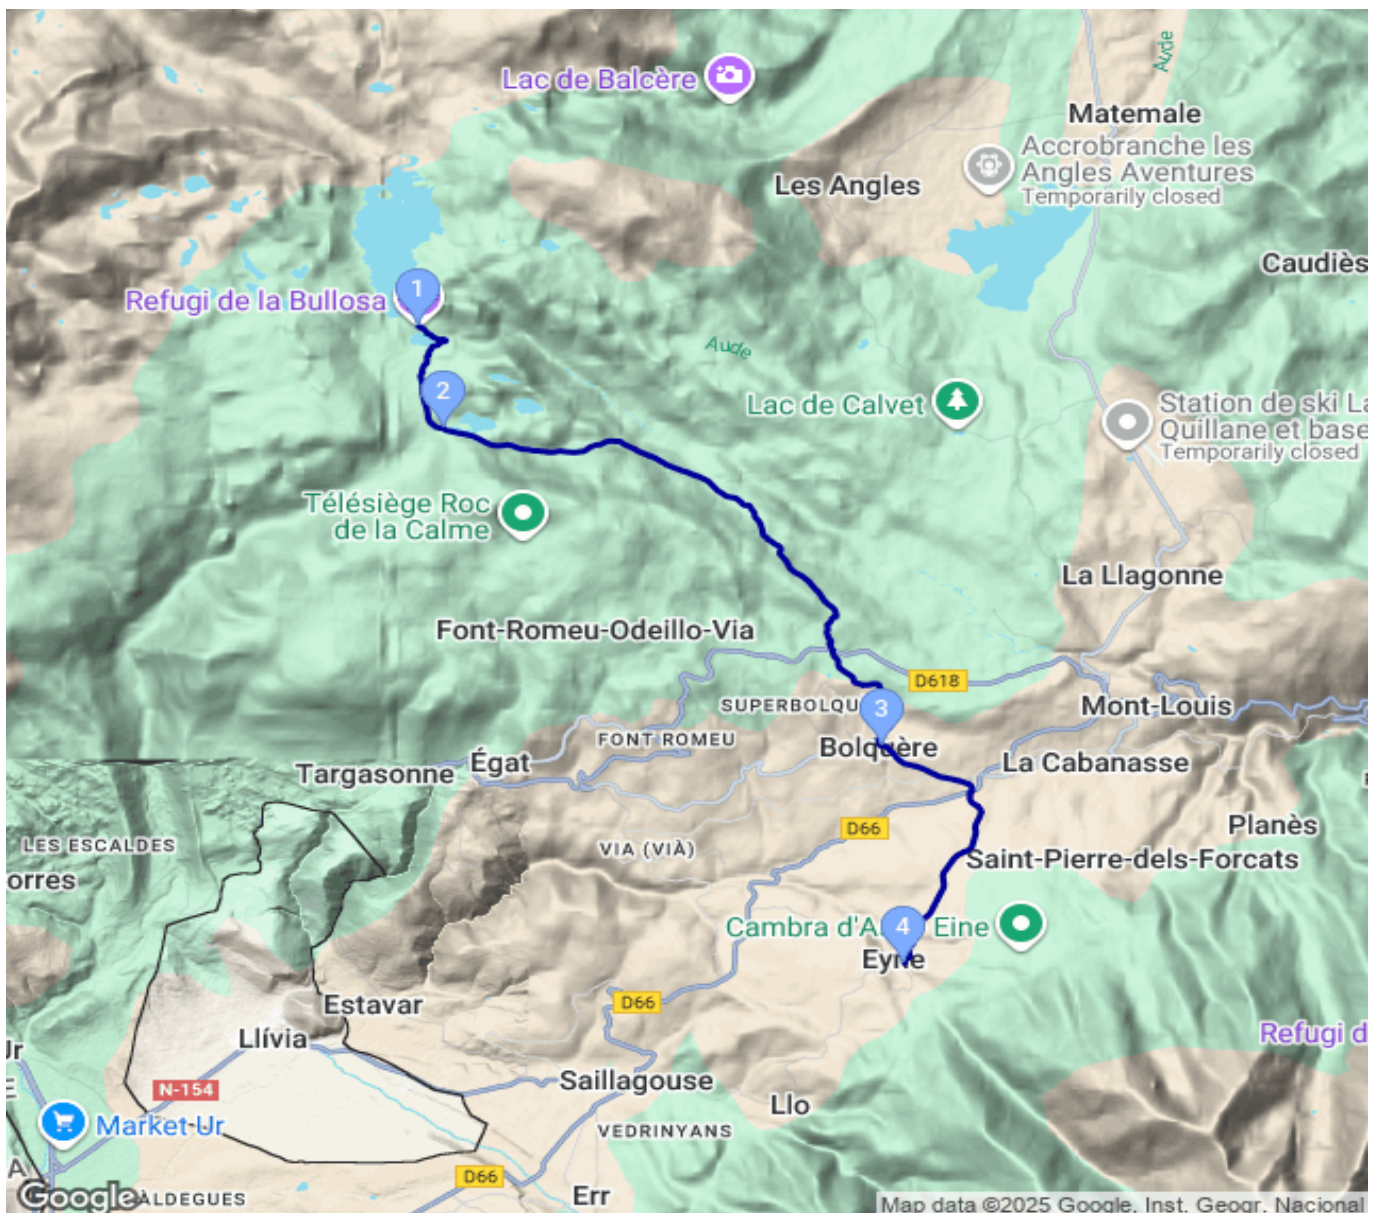 Aude
Lac de Balcère
Matemale
Accrobranche les
Angles Aventures
Temporarily closed
Les Angles
Caudiès
1
Refugi de la Bullosa
Aude
2
Lac de Calvet
Station de ski La
Quillane et base
Temporarily closed
Télésiège Roc
de la Calme
La Llagonne
Font-Romeu-Odeillo-Via
D618
SUPERBOLQU
3
Mont-Louis
FONT ROMEU
Bolquère
Égat
La Cabanasse
Targasonne
D66
Planès
LES ESCALDES
VIA (VIÀ)
Saint-Pierre-dels-Forcats
orres
Cambra d'A
Eine
4
Eyne
Estavar
D66
Llívia
Refugi d
Saillagouse
N-154
Llo
Market Ur
VEDRINYANS
D66
Err
Google
ALDEGUES
Map data ©2025 Google, Inst. Geogr. Nacional